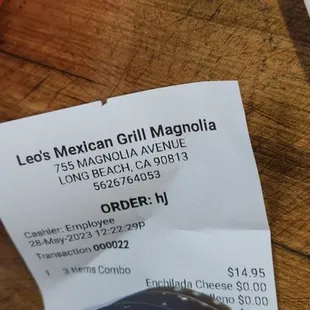 Leo's Mexican Grill Magnolia
755 MAGNOLIA AVENUE
LONG BEACH, CA 90813
5626764053
ORDER: hj
Cashier: Employee
28-May-2023 12:22:29p
Transaction 000022
1 3 Items Combo $14.95
Enchilada Cheese $0.00
$0.00